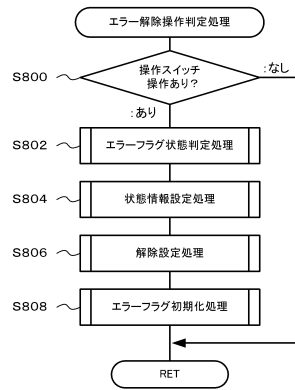 エラー解除操作判定処理
S800
操作スイッチ
操作あり?
:なし
:あり
S802
エラーフラグ状態判定処理
S804
状態情報設定処理
S806
解除設定処理
S808
エラーフラグ初期化処理
RET